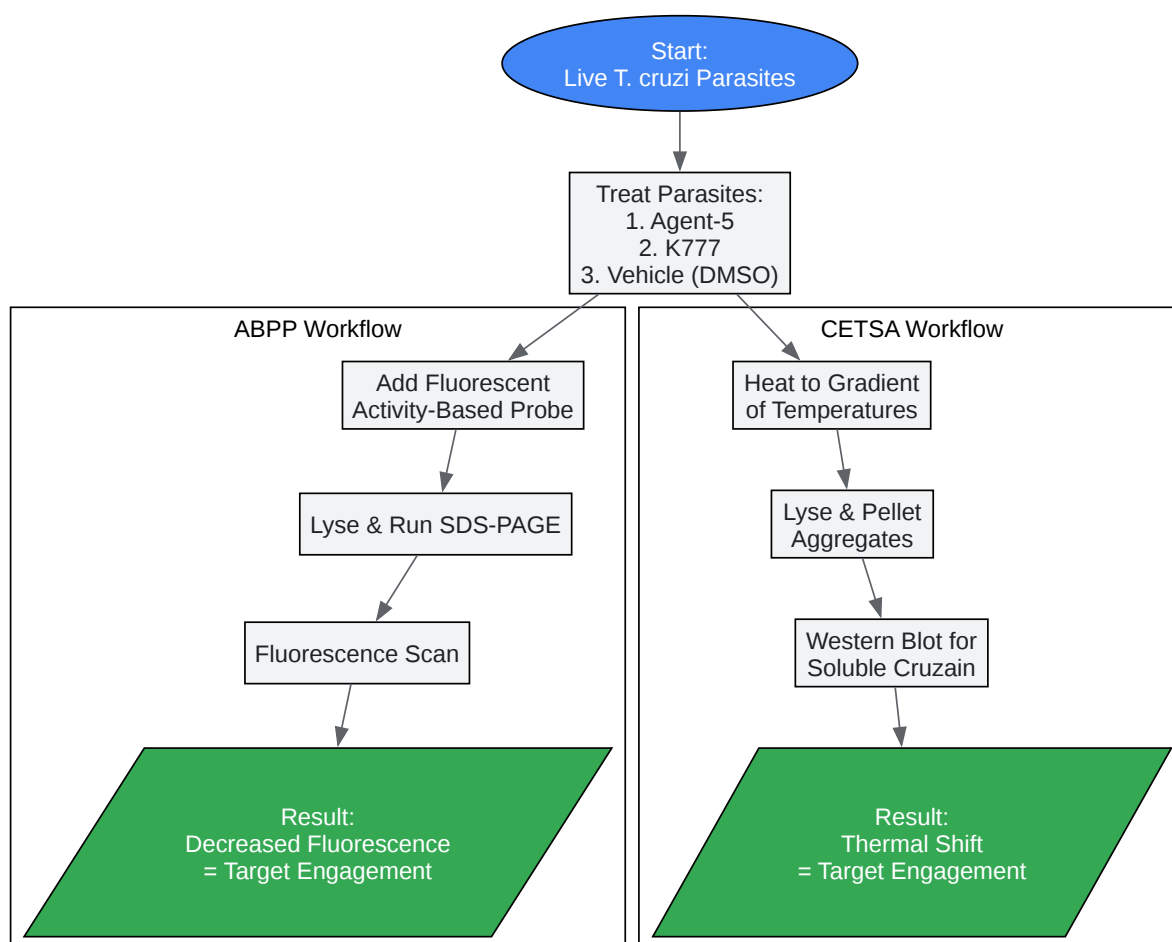 Start:
Live T. cruzi Parasites
Treat Parasites:
1. Agent-5
2. K777
3. Vehicle (DMSO)
ABPP Workflow
Add Fluorescent
Activity-Based Probe
Lyse & Run SDS-PAGE
Fluorescence Scan
Result:
Decreased Fluorescence
= Target Engagement
CETSA Workflow
Heat to Gradient
of Temperatures
Lyse & Pellet
Aggregates
Western Blot for
Soluble Cruzain
Result:
Thermal Shift
= Target Engagement